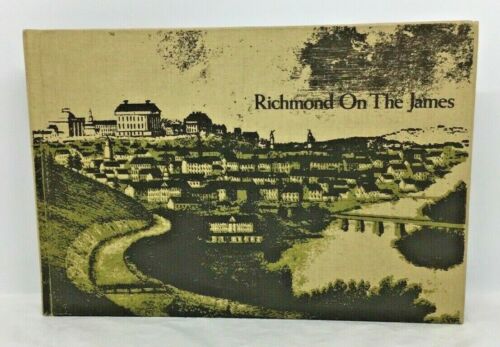 Richmond On The James